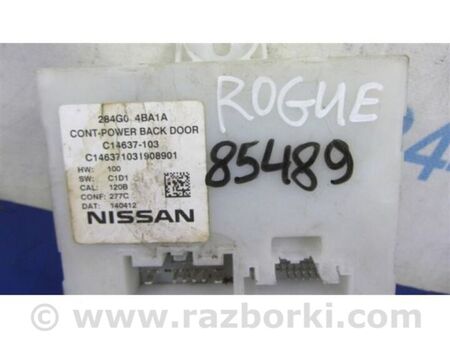 284G0 4BA1A
CONT-POWER BACK DOOR
C14637-103
C146371031908901
HW: 100
SW: C1D1
CAL: 120B
CONF: 277C
DAT: 140412
NISSAN
ROGUE
85489
© www.razborki.com